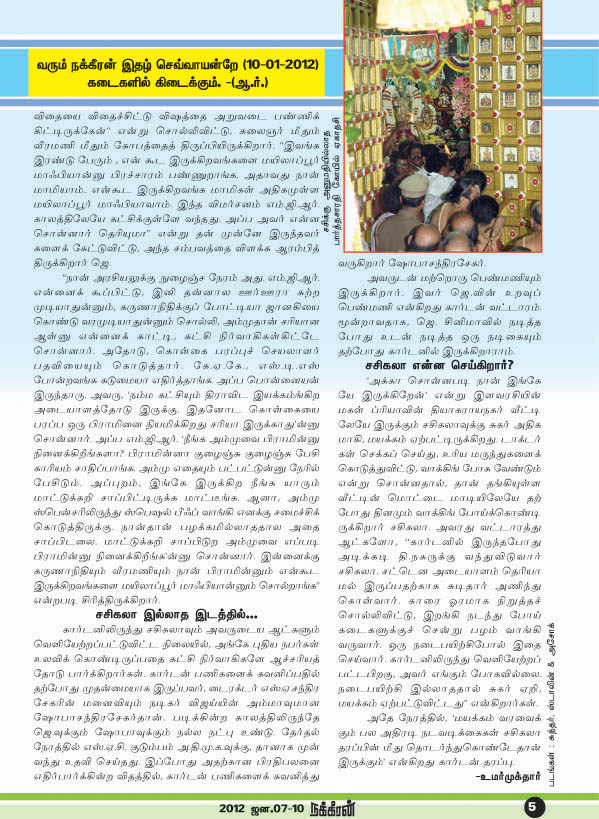 வரும் நக்கீரன் இதழ் செவ்வாயன்றே (10-01-2012)
கடைகளில் கிடைக்கும். -(ஆ.ர்.)
விதையை விதைச்சிட்டு விஷத்தை அறுவடை பண்ணிக்
கிட்டிருக்கேன்" என்று சொல்லிவிட்டு, கலைஞர் மீதும்
வீரமணி மீதும் கோபத்தைத் திருப்பியிருக்கிறார். "இவங்க
இரண்டு பேரும் , என் கூட இருக்கிறவங்களை மயிலாப்பூர்
மாஃபியான்னு பிரச்சாரம் பண்ணுறாங்க. அதாவது நான்
மாமியாம்.. என்கூட இருக்கிறவங்க மாமிகள் அதிகமுள்ள
மயிலாப்பூர் மாஃபியாவாம். இந்த விமர்சனம் எம்.ஜி.ஆர்.
காலத்திலேயே கட்சிக்குள்ளே வந்தது. அப்ப அவர் என்ன
சொன்னார் தெரியுமா" என்று தன் முன்னே இருந்தவர்
களைக் கேட்டுவிட்டு, அந்த சம்பவத்தை விளக்க ஆரம்பித்
திருக்கிறார் ஜெ.
"நான் அரசியலுக்கு நுழைஞ்ச நேரம் அது. எம்.ஜி.ஆர்.
என்னைக் கூப்பிட்டு, இனி தன்னால ஊர்ஊரா சுற்ற
முடியாதுன்னும், கருணாநிதிக்குப் போட்டியா ஜானகியை
கொண்டு வரமுடியாதுன்னும் சொல்லி, அம்முதான் சரியான
ஆள்னு என்னைக் காட்டி, கட்சி நிர்வாகிகள்கிட்டே
சொன்னார். அதோடு, கொள்கை பரப்புச் செயலாளர்
பதவியையும் கொடுத்தார். கே.ஏ.கே., எஸ்.டி.எஸ்
போன்றவங்க கடுமையா எதிர்த்தாங்க. அப்ப பொன்னையன்
இருந்தாரு. அவரு, 'நம்ம கட்சியும் திராவிட இயக்கம்ங்கிற
அடையாளத்தோடு இருக்கு. இதனோட கொள்கையை
பரப்ப ஒரு பிராமினை நியமிக்கிறது சரியா இருக்காது'ன்னு
சொன்னார். அப்ப எம்.ஜி.ஆர். 'நீங்க அம்முவை பிராமின்னு
நினைக்கிறீங்களா? பிராமின்னா குழைஞ்சு குழைஞ்சு பேசி
காரியம் சாதிப்பாங்க. அம்மு எதையும் பட்பட்டுன்னு நேரில்
பேசிடும். அப்புறம், இங்கே இருக்கிற நீங்க யாரும்
மாட்டுக்கறி சாப்பிட்டிருக்க மாட்டீங்க. ஆனா, அம்மு
ஸ்பென்சரிலிருந்து ஸ்பெஷல் பீஃப் வாங்கி எனக்கு சமைச்சிக்
கொடுத்திருக்கு. நான்தான் பழக்கமில்லாததால அதை
சாப்பிடலை. மாட்டுக்கறி சாப்பிடுற அம்முவை எப்படி
பிராமின்னு நினைக்கிறீங்க'ன்னு சொன்னார். இன்னைக்கு
கருணாநிதியும் வீரமணியும் நான் பிராமின்னும் என்கூட
இருக்கிறவங்களை மயிலாப்பூர் மாஃபியான்னும் சொல்றாங்க"
என்றபடி சிரித்திருக்கிறார்.
சசிகலா இல்லாத இடத்தில்...
கார்டனிலிருந்து சசிகலாவும் அவருடைய ஆட்களும்
வெளியேற்றப்பட்டுவிட்ட நிலையில், அங்கே புதிய நபர்கள்
உலவிக் கொண்டிருப்பதை கட்சி நிர்வாகிகளே ஆச்சரியத்
தோடு பார்க்கிறார்கள். கார்டன் பணிகளைக் கவனிப்பதில்
தற்போது முதன்மையாக இருப்பவர், டைரக்டர் எஸ்.ஏ.சந்திர
சேகரின் மனைவியும் நடிகர் விஜய்யின் அம்மாவுமான
ஷோபாசந்திரசேகர்தான். படிக்கின்ற காலத்திலிருந்தே
ஜெ.வுக்கும் ஷோபாவுக்கும் நல்ல நட்பு உண்டு. தேர்தல்
நேரத்தில் எஸ்.ஏ.சி. குடும்பம் அதி.மு.க.வுக்கு, தானாக முன்
வந்து உதவி செய்தது. இப்போது அதற்கான பிரதிபலனை
எதிர்பார்க்கின்ற விதத்தில், கார்டன் பணிகளைக் கவனித்து
சசிக்கு அனுமதியில்லாத
பார்த்தசாரதி கோயில் ஏகாதசி
வருகிறார் ஷோபாசந்திரசேகர்.
அவருடன் மற்றொரு பெண்மணியும்
இருக்கிறார். இவர் ஜெ.வின் உறவுப்
பெண்மணி என்கிறது கார்டன் வட்டாரம்.
மூன்றாவதாக, ஜெ. சினிமாவில் நடித்த
போது உடன் நடித்த ஒரு நடிகையும்
தற்போது கார்டனில் இருக்கிறாராம்.
சசிகலா என்ன செய்கிறார்?
'அக்கா சொன்னபடி நான் இங்கே
யே இருக்கிறேன்' என்று இளவரசியின்
மகள் ப்ரியாவின் தியாகராயநகர் வீட்டி
லேயே இருக்கும் சசிகலாவுக்கு சுகர் அதிக
மாகி, மயக்கம் ஏற்பட்டிருக்கிறது. டாக்டர்
கள் செக்கப் செய்து, உரிய மருந்துகளைக்
கொடுத்துவிட்டு, வாக்கிங் போக வேண்டும்
என்று சொன்னதால், தான் தங்கியுள்ள
வீட்டின் மொட்டை மாடியிலேயே தற்
போது தினமும் வாக்கிங் போய்க்கொண்டி
ருக்கிறார் சசிகலா. அவரது வட்டாரத்து
ஆட்களோ, "கார்டனில் இருந்தபோது
அடிக்கடி தி.நகருக்கு வந்துவிடுவார்
சசிகலா. சட்டென அடையாளம் தெரியா
மல் இருப்பதற்காக சுடிதார் அணிந்து
கொள்வார். காரை ஓரமாக நிறுத்தச்
சொல்லிவிட்டு, இறங்கி நடந்து போய்
கடைகளுக்குச் சென்று பழம் வாங்கி
வருவார். ஒரு நடைபயிற்சிபோல் இதை
செய்வார். கார்டனிலிருந்து வெளியேற்றப்
பட்டபிறகு, அவர் எங்கும் போகவில்லை.
நடைபயிற்சி இல்லாததால் சுகர் ஏறி,
மயக்கம் ஏற்பட்டுவிட்டது" என்கிறார்கள்.
அதே நேரத்தில், 'மயக்கம் வரவைக்
கும் பல அதிரடி நடவடிக்கைகள் சசிகலா
தரப்பின் மீது தொடர்ந்துகொண்டேதான்
இருக்கும்' என்கிறது கார்டன் தரப்பு.
-உமர்முக்தார்
படங்கள் : சுந்தர், ஸ்டாலின் & அசோக்
2012 ஜன.07-10 நக்கீரன் 5